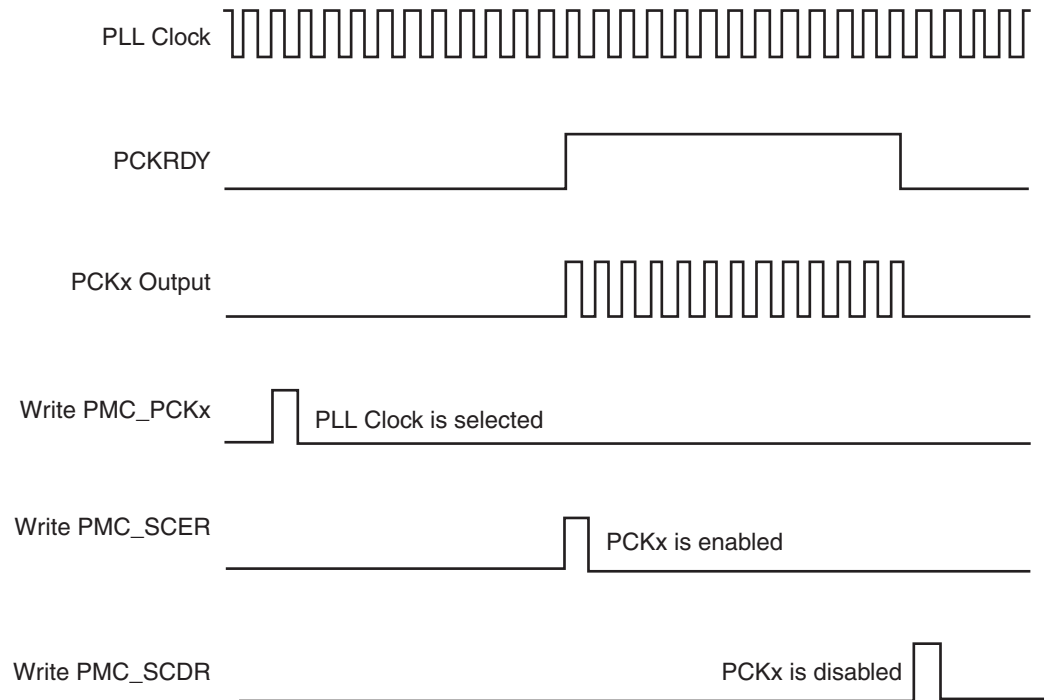 PLL Clock
PCKRDY
PCKx Output
Write PMC_PCKx
PLL Clock is selected
Write PMC_SCER
PCKx is enabled
Write PMC_SCDR
PCKx is disabled